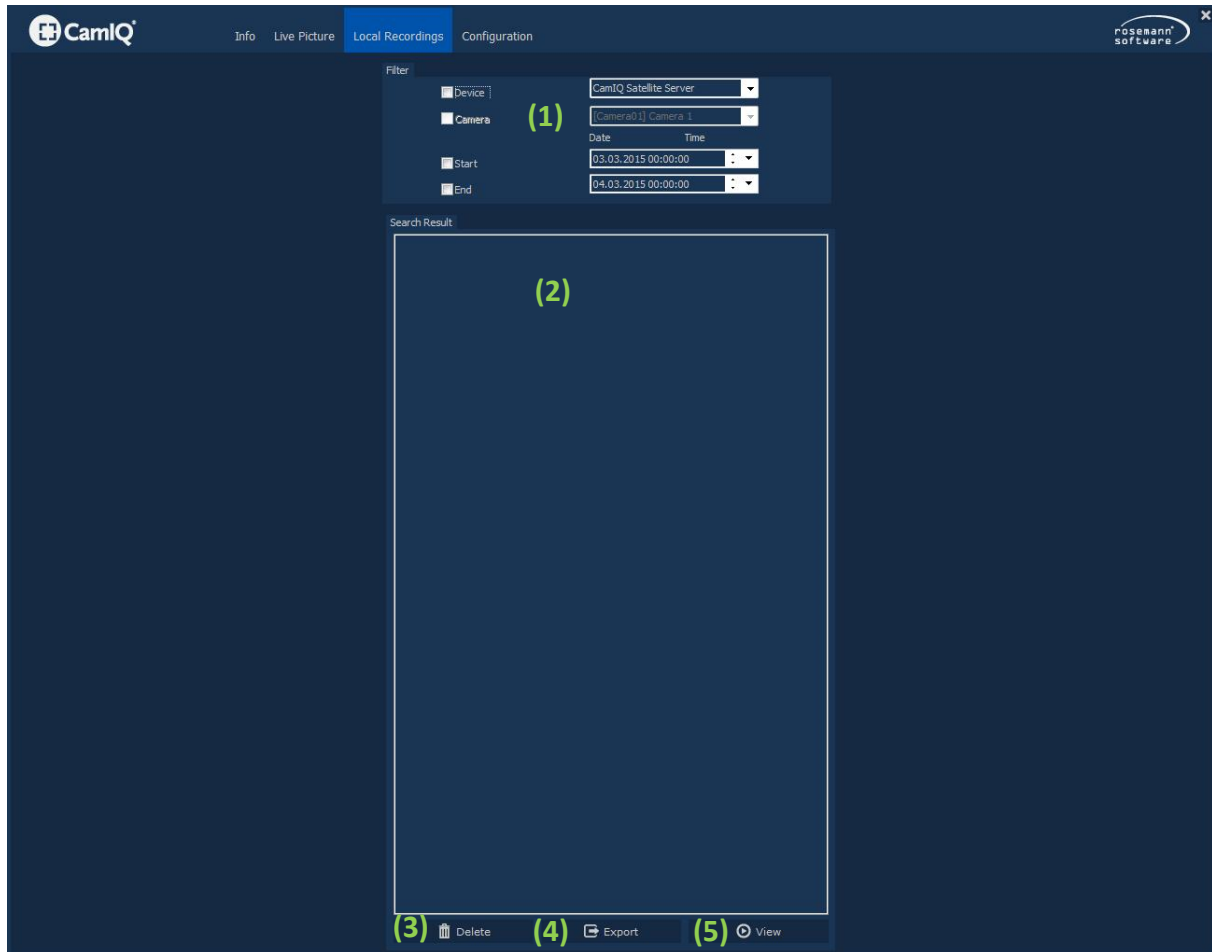 CamIQ®
Info Live Picture Local Recordings Configuration
rosemann®
software
Filter
Device CamIQ Satellite Server
Camera (1) [Camera01] Camera 1
Date Time
Start 03.03.2015 00:00:00
End 04.03.2015 00:00:00
Search Result
(2)
(3) Delete (4) Export (5) View